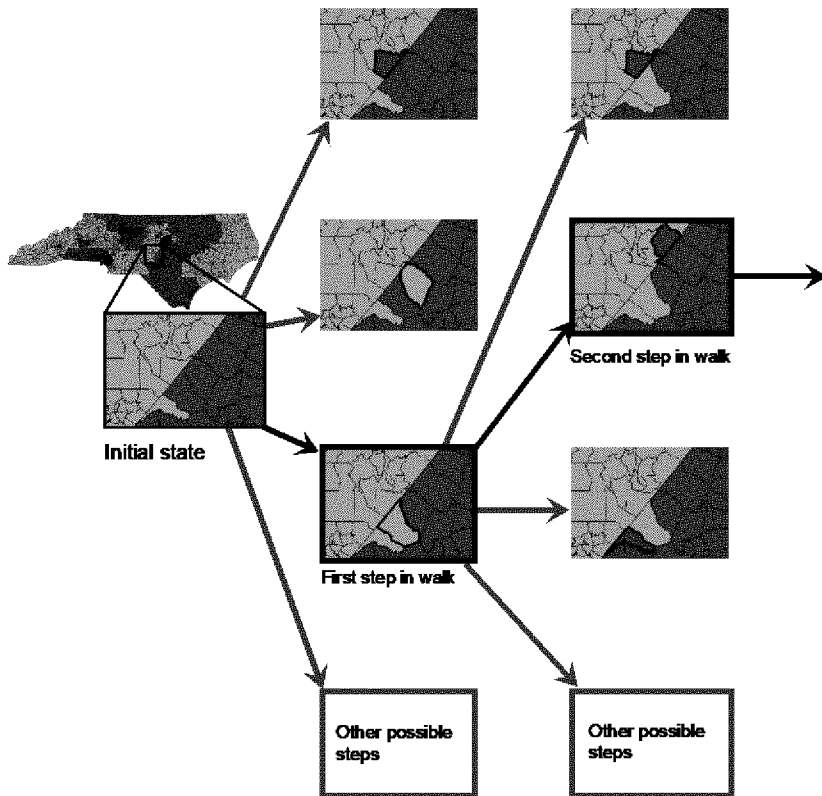 Second step in walk
Initial state
First step in walk
Other possible
steps
Other possible
steps